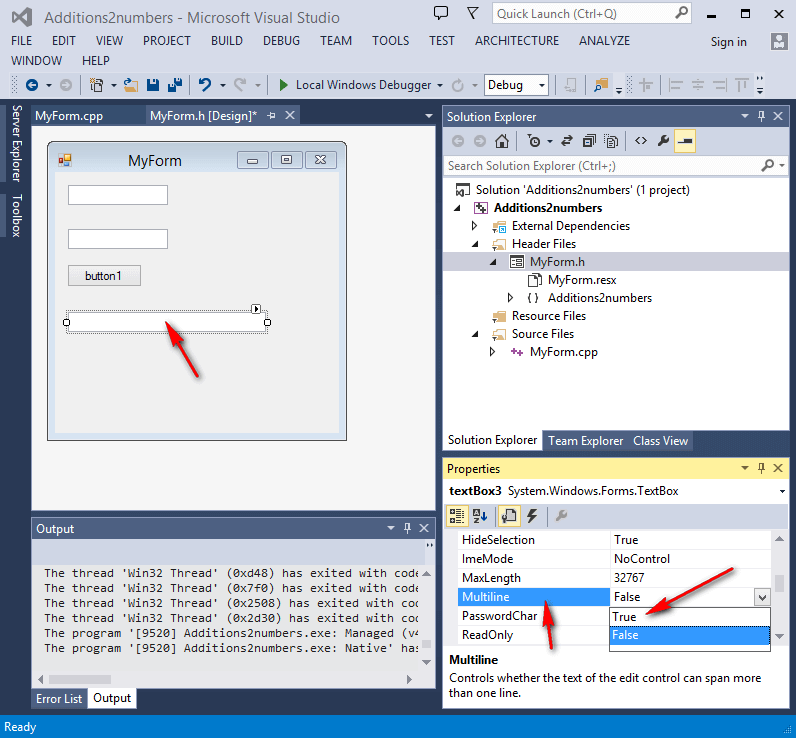 Additions2numbers - Microsoft Visual Studio
Quick Launch (Ctrl+Q)
FILE EDIT VIEW PROJECT BUILD DEBUG TEAM TOOLS TEST ARCHITECTURE ANALYZE
Sign in
WINDOW HELP
Local Windows Debugger
Debug
Server Explorer
Toolbox
MyForm.cpp
MyForm.h [Design]*
MyForm
button1
Solution Explorer
Search Solution Explorer (Ctrl+;)
Solution 'Additions2numbers' (1 project)
Additions2numbers
External Dependencies
Header Files
MyForm.h
MyForm.resx
{ } Additions2numbers
Resource Files
Source Files
++ MyForm.cpp
Solution Explorer Team Explorer Class View
Properties
textBox3 System.Windows.Forms.TextBox
HideSelection True
ImeMode NoControl
MaxLength 32767
Multiline False
PasswordChar True
ReadOnly False
Multiline
Controls whether the text of the edit control can span more
than one line.
Output
The thread 'Win32 Thread' (0xd48) has exited with code
The thread 'Win32 Thread' (0x7f0) has exited with code
The thread 'Win32 Thread' (0x2508) has exited with code
The thread 'Win32 Thread' (0x2d30) has exited with code
The program '[9520] Additions2numbers.exe: Managed (v4
The program '[9520] Additions2numbers.exe: Native' has
Error List Output
Ready